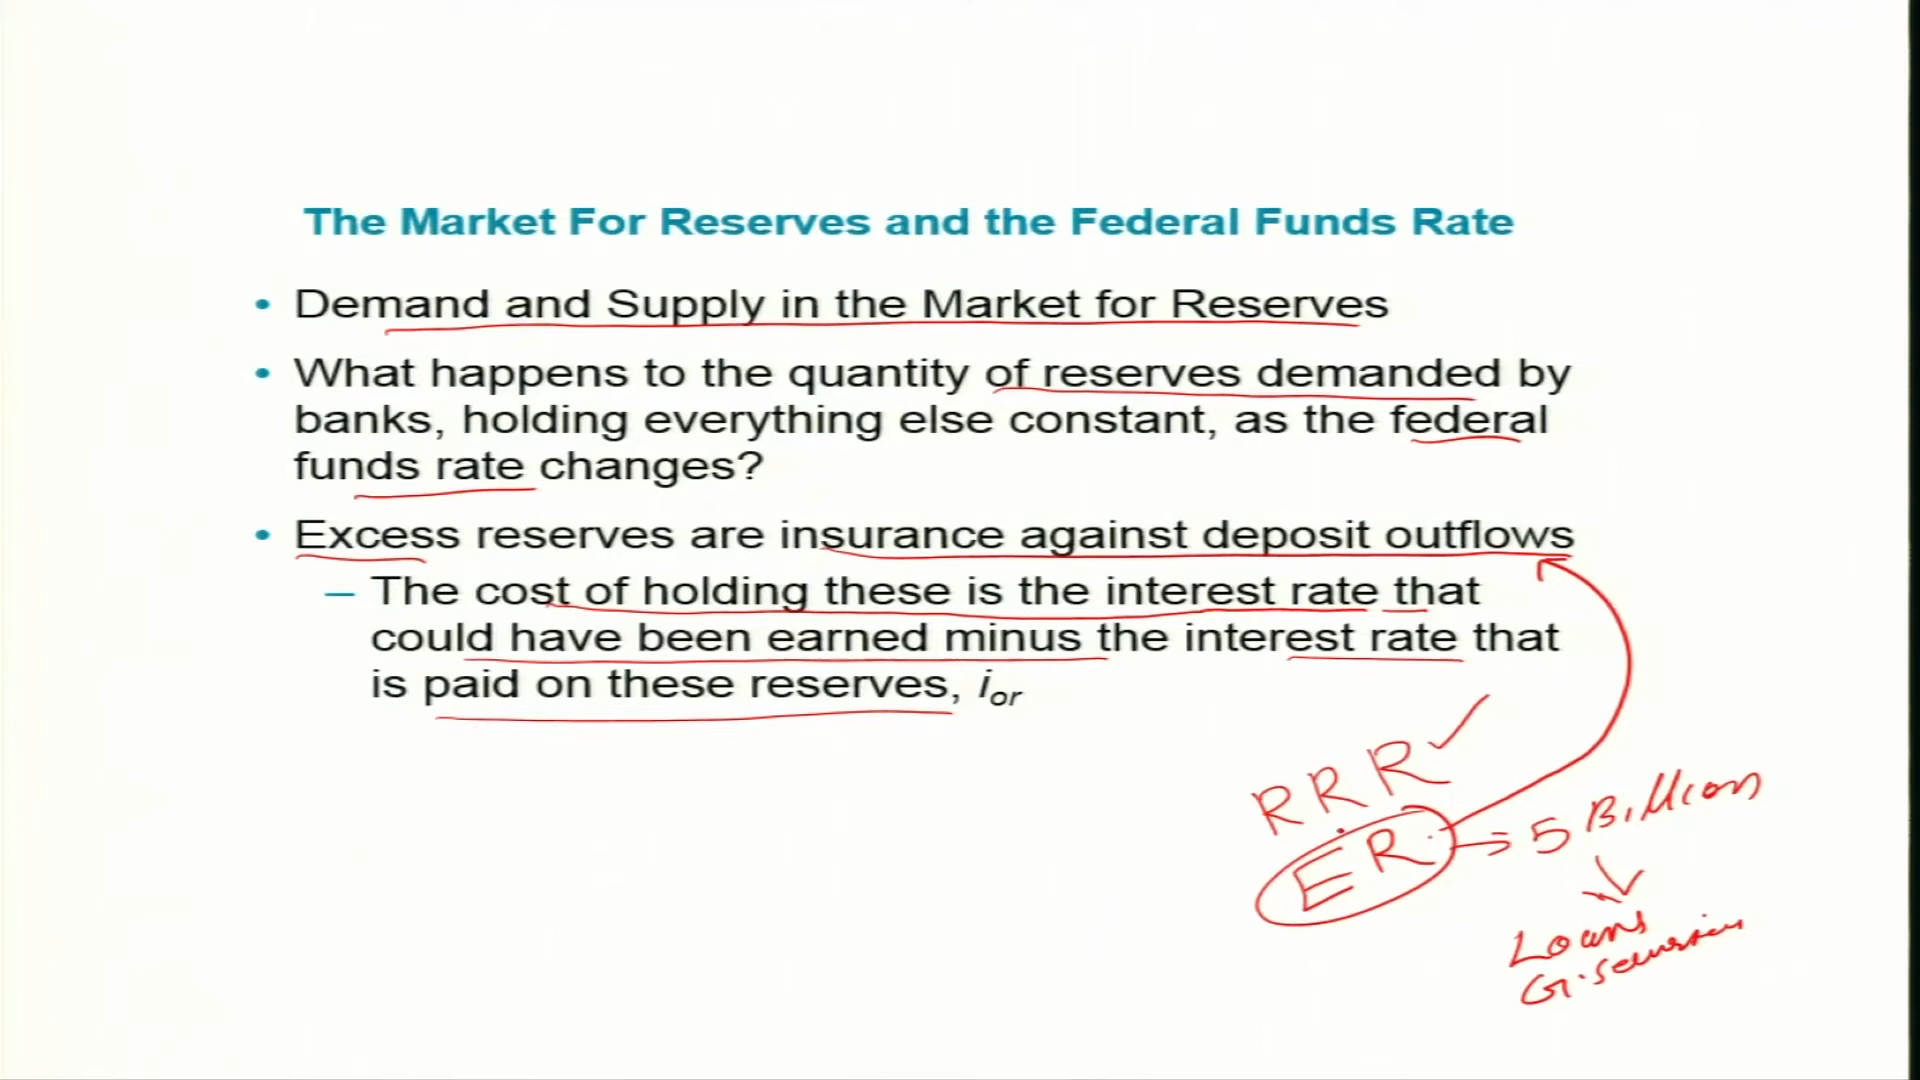 The Market For Reserves and the Federal Funds Rate
• Demand and Supply in the Market for Reserves
• What happens to the quantity of reserves demanded by
banks, holding everything else constant, as the federal
funds rate changes?
• Excess reserves are insurance against deposit outflows
– The cost of holding these is the interest rate that
could have been earned minus the interest rate that
is paid on these reserves, ior
RRR ✓
ER => 5 Billion
Loans
G. Securities